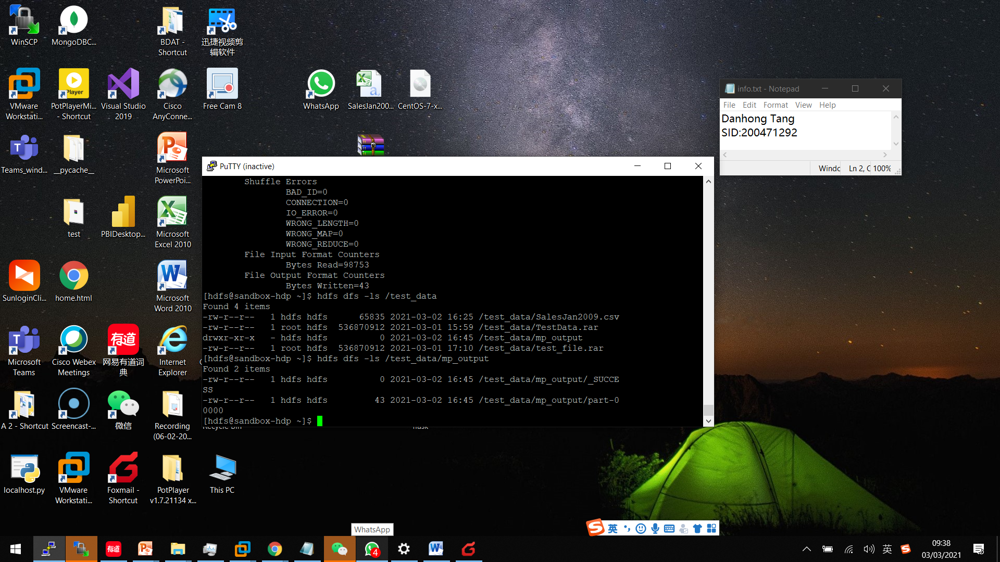 WinSCP
MongoDBC...
BDAT -
Shortcut
迅捷视频剪
辑软件
VMware
Workstati...
PotPlayerMi...
- Shortcut
Visual Studio
2019
Cisco
AnyConne...
Free Cam 8
WhatsApp
SalesJan200...
CentOS-7-x...
info.txt - Notepad
File Edit Format View Help
Danhong Tang
SID:200471292
Ln 2, C
100%
Teams_wind...
__pycache__
Microsoft
PowerPoi...
PuTTY (inactive)
Shuffle Errors
BAD_ID=0
CONNECTION=0
IO_ERROR=0
WRONG_LENGTH=0
WRONG_MAP=0
WRONG_REDUCE=0
File Input Format Counters
Bytes Read=98753
File Output Format Counters
Bytes Written=43
[hdfs@sandbox-hdp ~]$ hdfs dfs -ls /test_data
Found 4 items
-rw-r--r--   1 hdfs hdfs      65835 2021-03-02 16:25 /test_data/SalesJan2009.csv
-rw-r--r--   1 root hdfs  536870912 2021-03-01 15:59 /test_data/TestData.rar
drwxr-xr-x   - hdfs hdfs          0 2021-03-02 16:45 /test_data/mp_output
-rw-r--r--   1 root hdfs  536870912 2021-03-01 17:10 /test_data/test_file.rar
[hdfs@sandbox-hdp ~]$ hdfs dfs -ls /test_data/mp_output
Found 2 items
-rw-r--r--   1 hdfs hdfs          0 2021-03-02 16:45 /test_data/mp_output/_SUCCE
SS
-rw-r--r--   1 hdfs hdfs         43 2021-03-02 16:45 /test_data/mp_output/part-0
0000
[hdfs@sandbox-hdp ~]$
test
PBIDesktop...
Microsoft
Excel 2010
SunloginCli...
home.html
Microsoft
Word 2010
Microsoft
Teams
Cisco Webex
Meetings
有道
网易有道词
典
Internet
Explorer
A 2 - Shortcut
Screencast-...
微信
Recording
(06-02-20...
Recycle Bin
localhost.py
VMware
Workstati...
Foxmail -
Shortcut
PotPlayer
v1.7.21134 x...
This PC
WhatsApp
英
有道
4
英
09:38
03/03/2021